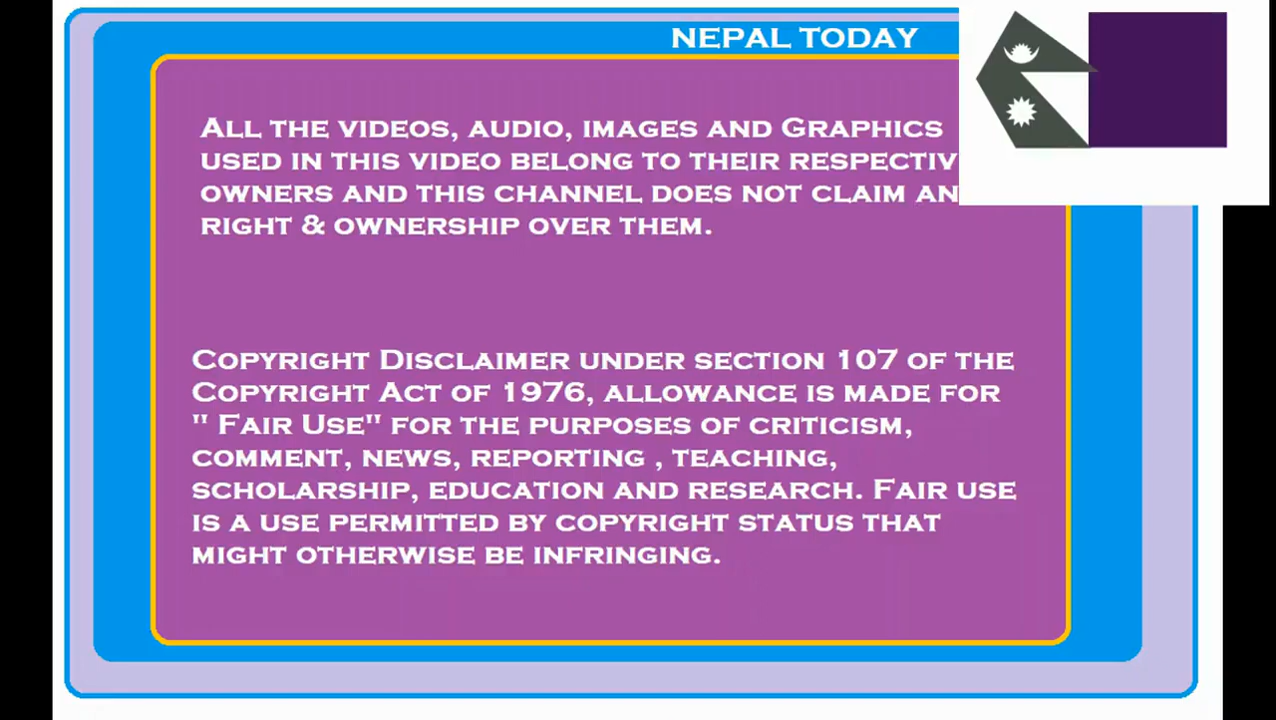 NEPAL TODAY
ALL THE VIDEOS, AUDIO, IMAGES AND GRAPHICS
USED IN THIS VIDEO BELONG TO THEIR RESPECTIV
OWNERS AND THIS CHANNEL DOES NOT CLAIM AN
RIGHT & OWNERSHIP OVER THEM.
COPYRIGHT DISCLAIMER UNDER SECTION 107 OF THE
COPYRIGHT ACT OF 1976, ALLOWANCE IS MADE FOR
" FAIR USE" FOR THE PURPOSES OF CRITICISM,
COMMENT, NEWS, REPORTING , TEACHING,
SCHOLARSHIP, EDUCATION AND RESEARCH. FAIR USE
IS A USE PERMITTED BY COPYRIGHT STATUS THAT
MIGHT OTHERWISE BE INFRINGING.